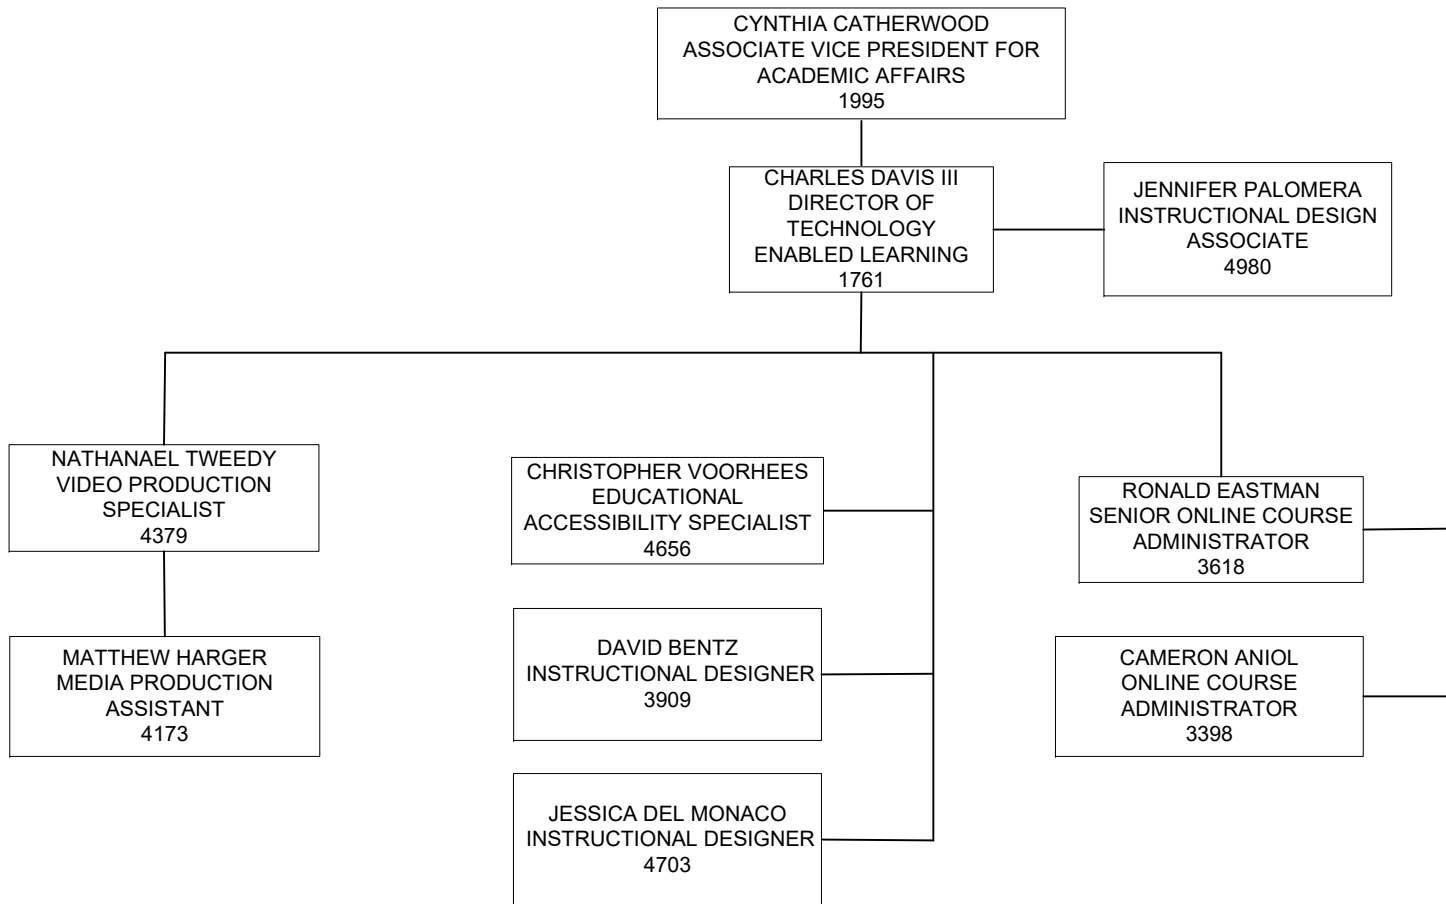 CYNTHIA CATHERWOOD
ASSOCIATE VICE PRESIDENT FOR
ACADEMIC AFFAIRS
1995
CHARLES DAVIS III
DIRECTOR OF
TECHNOLOGY
ENABLED LEARNING
1761
JENNIFER PALOMERA
INSTRUCTIONAL DESIGN
ASSOCIATE
4980
NATHANAEL TWEEDY
VIDEO PRODUCTION
SPECIALIST
4379
MATTHEW HARGER
MEDIA PRODUCTION
ASSISTANT
4173
CHRISTOPHER VOORHEES
EDUCATIONAL
ACCESSIBILITY SPECIALIST
4656
DAVID BENTZ
INSTRUCTIONAL DESIGNER
3909
JESSICA DEL MONACO
INSTRUCTIONAL DESIGNER
4703
RONALD EASTMAN
SENIOR ONLINE COURSE
ADMINISTRATOR
3618
CAMERON ANIOL
ONLINE COURSE
ADMINISTRATOR
3398